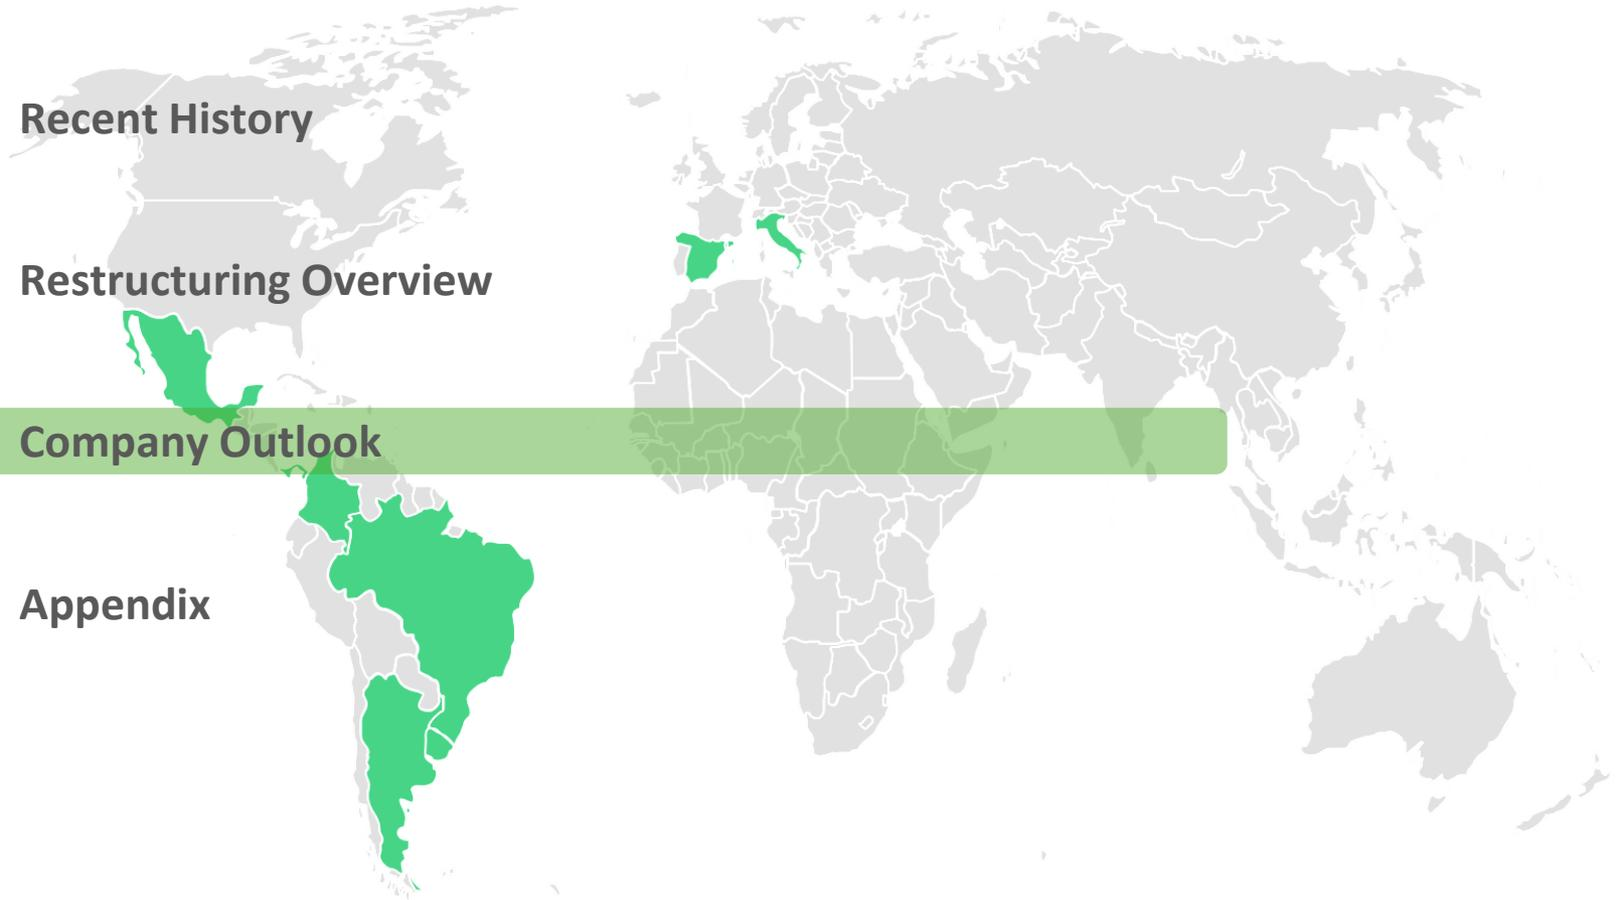 Recent History
Restructuring Overview
Company Outlook
Appendix